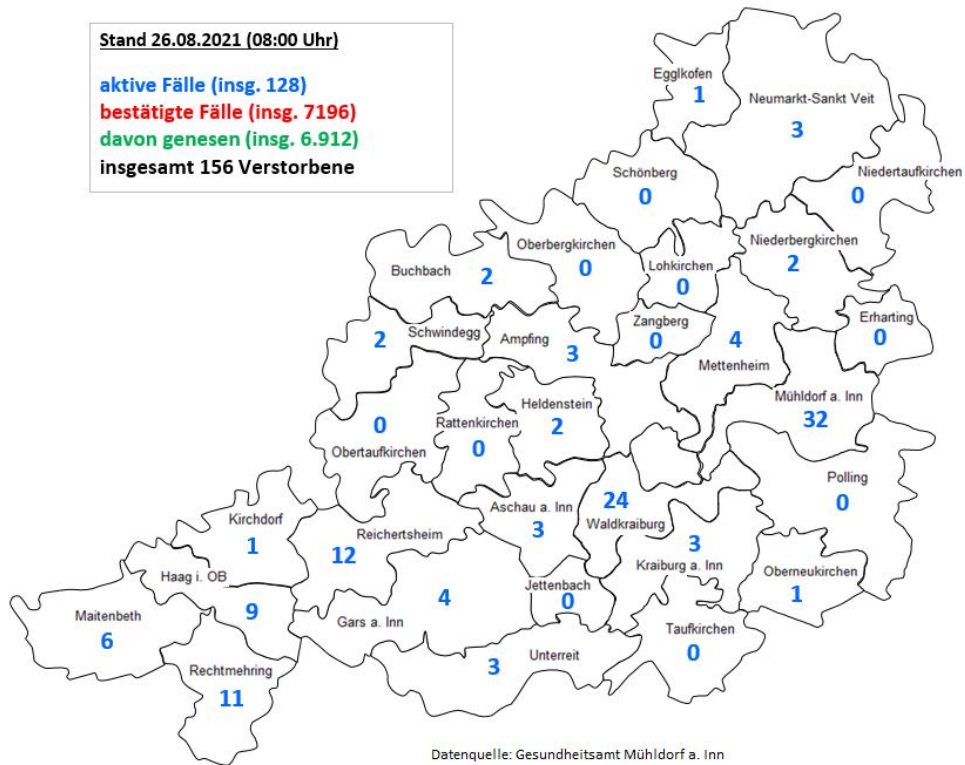 Stand 26.08.2021 (08:00 Uhr)
aktive Fälle (insg. 128)
bestätigte Fälle (insg. 7196)
davon genesen (insg. 6.912)
insgesamt 156 Verstorbene
Egglkofen
1
Neumarkt-Sankt Veit
3
Schönberg
0
Niedertaufkirchen
0
Oberbergkirchen
0
Lohkirchen
0
Niederbergkirchen
2
Buchbach 2
2 Schwindegg
Ampfing 3
Zangberg
0
4
Mettenheim
Erharting
0
Mühldorf a. Inn
32
0
Obertaufkirchen
Rattenkirchen
0
Heldenstein
2
Polling
0
Kirchdorf
1
Reichertsheim
12
Aschau a. Inn
3
24
Waldkraiburg
3
Kraiburg a. Inn
Oberneukirchen
1
Haag i. OB
9
Maitenbeth
6
4
Gars a. Inn
Jettenbach
0
Taufkirchen
0
Rechtmehring
11
3 Unterreit
Datenquelle: Gesundheitsamt Mühldorf a. Inn